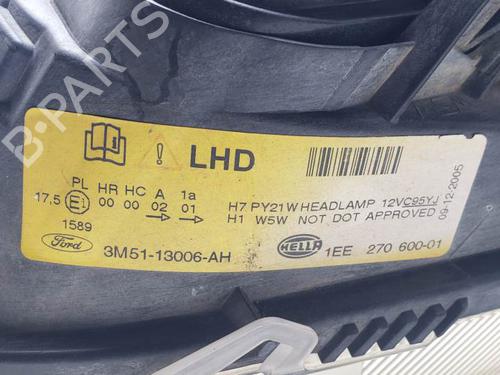 B-PARTS
LHD
PL HR HC A 1a
17.5 E1 00 00 02 01
1589
H7 PY21W HEADLAMP 12V C95YJ
H1 W5W NOT DOT APPROVED
09-12-2005
Ford 3M51-13006-AH
HELLA 1EE 270 600-01